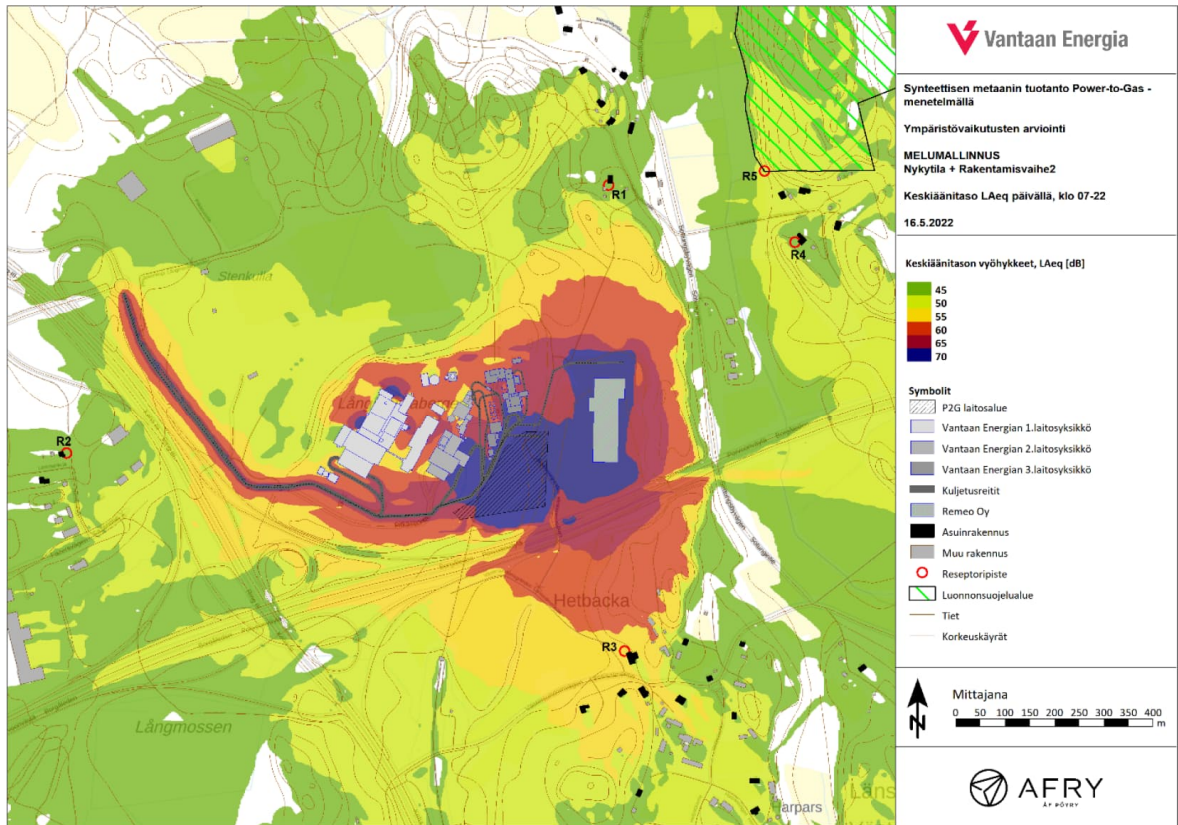 Vantaan Energia
Synteettisen metaanin tuotanto Power-to-Gas -
menetelmällä
Ympäristövaikutusten arviointi
MELUMALLINNUS
Nykytila + Rakentamisvaihe2
Keskiäänitaso LAeq päivällä, klo 07-22
16.5.2022
Keskiäänitason vyöhykkeet, LAeq [dB]
45
50
55
60
65
70
Symbolit
P2G laitosalue
Vantaan Energian 1.laitosyksikkö
Vantaan Energian 2.laitosyksikkö
Vantaan Energian 3.laitosyksikkö
Kuljetusreitit
Remeo Oy
Asuinrakennus
Muu rakennus
Reseptoripiste
Luonnonsuojelualue
Tiet
Korkeuskäyrät
N
Mittajana
0 50 100 150 200 250 300 350 400
m
AFRY
ÅF PÖYRY
R1
R5
R4
Stenkulla
R2
Hetbacka
R3
Långmossen
Harpars
Läns